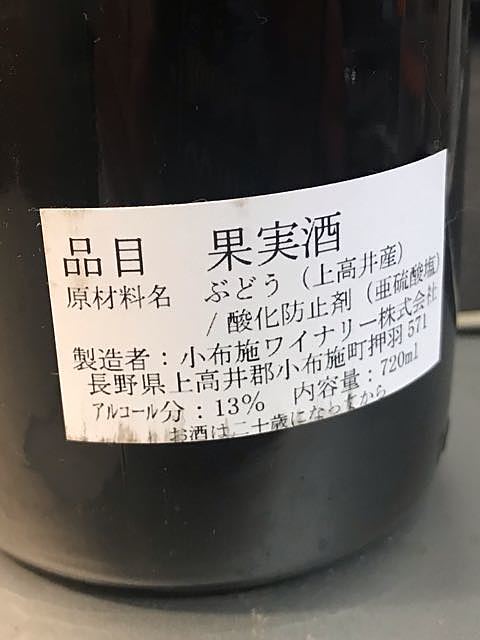 品目 果実酒
原材料名 ぶどう（上高井産）
/ 酸化防止剤（亜硫酸塩）
製造者：小布施ワイナリー株式会社
長野県上高井郡小布施町押羽571
アルコール分：13% 内容量：720ml
お酒は二十歳になってから